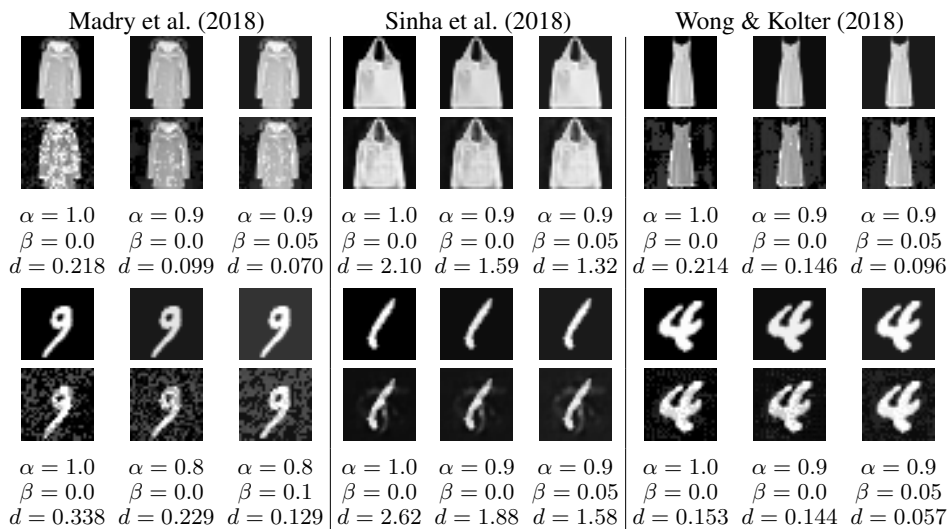 Madry et al. (2018) Sinha et al. (2018) Wong & Kolter (2018)
α = 1.0 α = 0.9 α = 0.9 α = 1.0 α = 0.9 α = 0.9 α = 1.0 α = 0.9 α = 0.9
β = 0.0 β = 0.0 β = 0.05 β = 0.0 β = 0.0 β = 0.05 β = 0.0 β = 0.0 β = 0.05
d = 0.218 d = 0.099 d = 0.070 d = 2.10 d = 1.59 d = 1.32 d = 0.214 d = 0.146 d = 0.096
α = 1.0 α = 0.8 α = 0.8 α = 1.0 α = 0.9 α = 0.9 α = 1.0 α = 0.9 α = 0.9
β = 0.0 β = 0.0 β = 0.1 β = 0.0 β = 0.0 β = 0.05 β = 0.0 β = 0.0 β = 0.05
d = 0.338 d = 0.229 d = 0.129 d = 2.62 d = 1.88 d = 1.58 d = 0.153 d = 0.144 d = 0.057